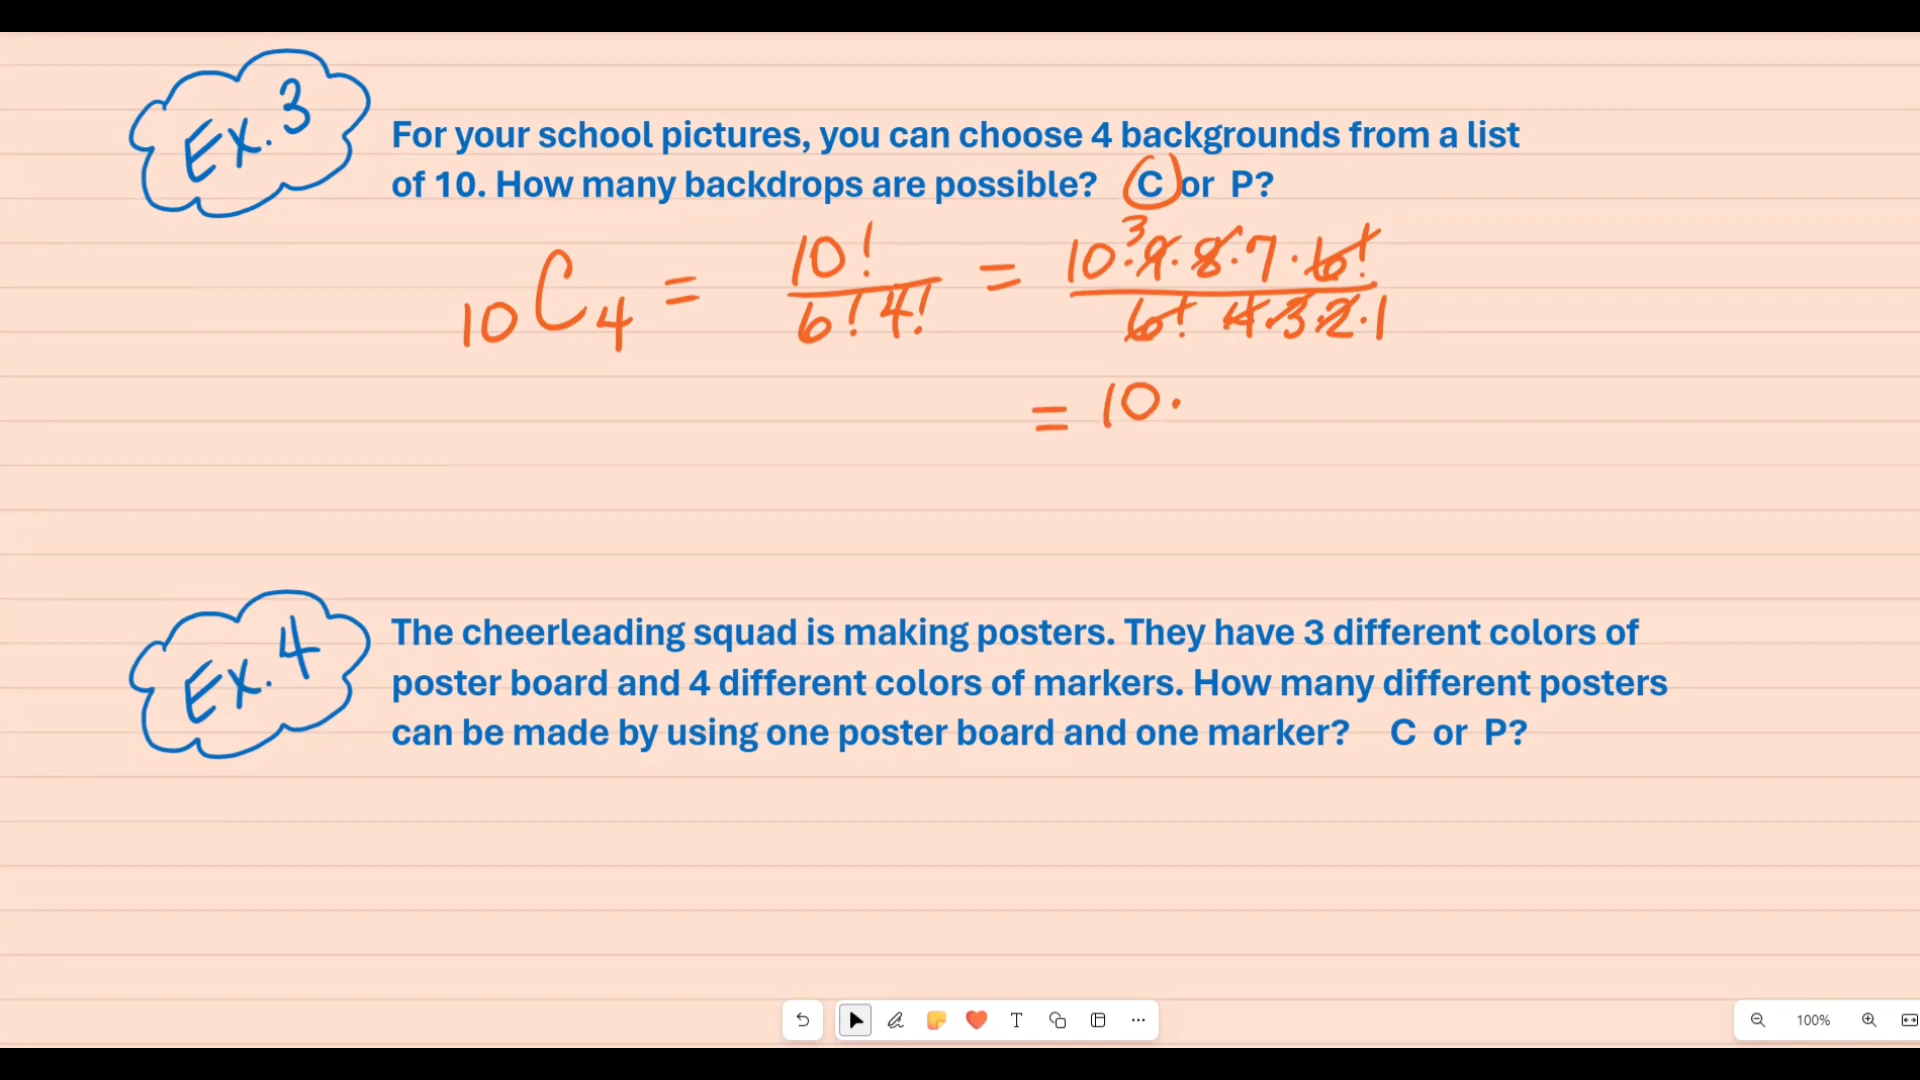 Ex. 3
For your school pictures, you can choose 4 backgrounds from a list
of 10. How many backdrops are possible? C or P?
₁₀C₄ = 10!/6!4! = 10·9·8·7·6!/6! 4·3·2·1
3
= 10·
Ex. 4
The cheerleading squad is making posters. They have 3 different colors of
poster board and 4 different colors of markers. How many different posters
can be made by using one poster board and one marker? C or P?
T
100%